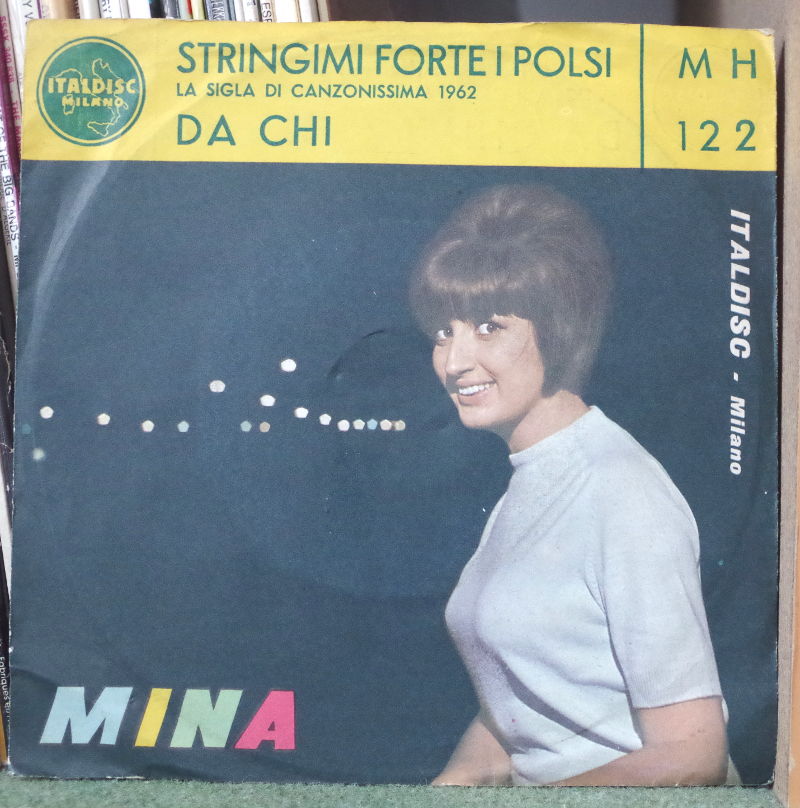 ITALDISC
MILANO
STRINGIMI FORTE I POLSI
LA SIGLA DI CANZONISSIMA 1962
DA CHI
M H
122
ITALDISC - Milano
MINA